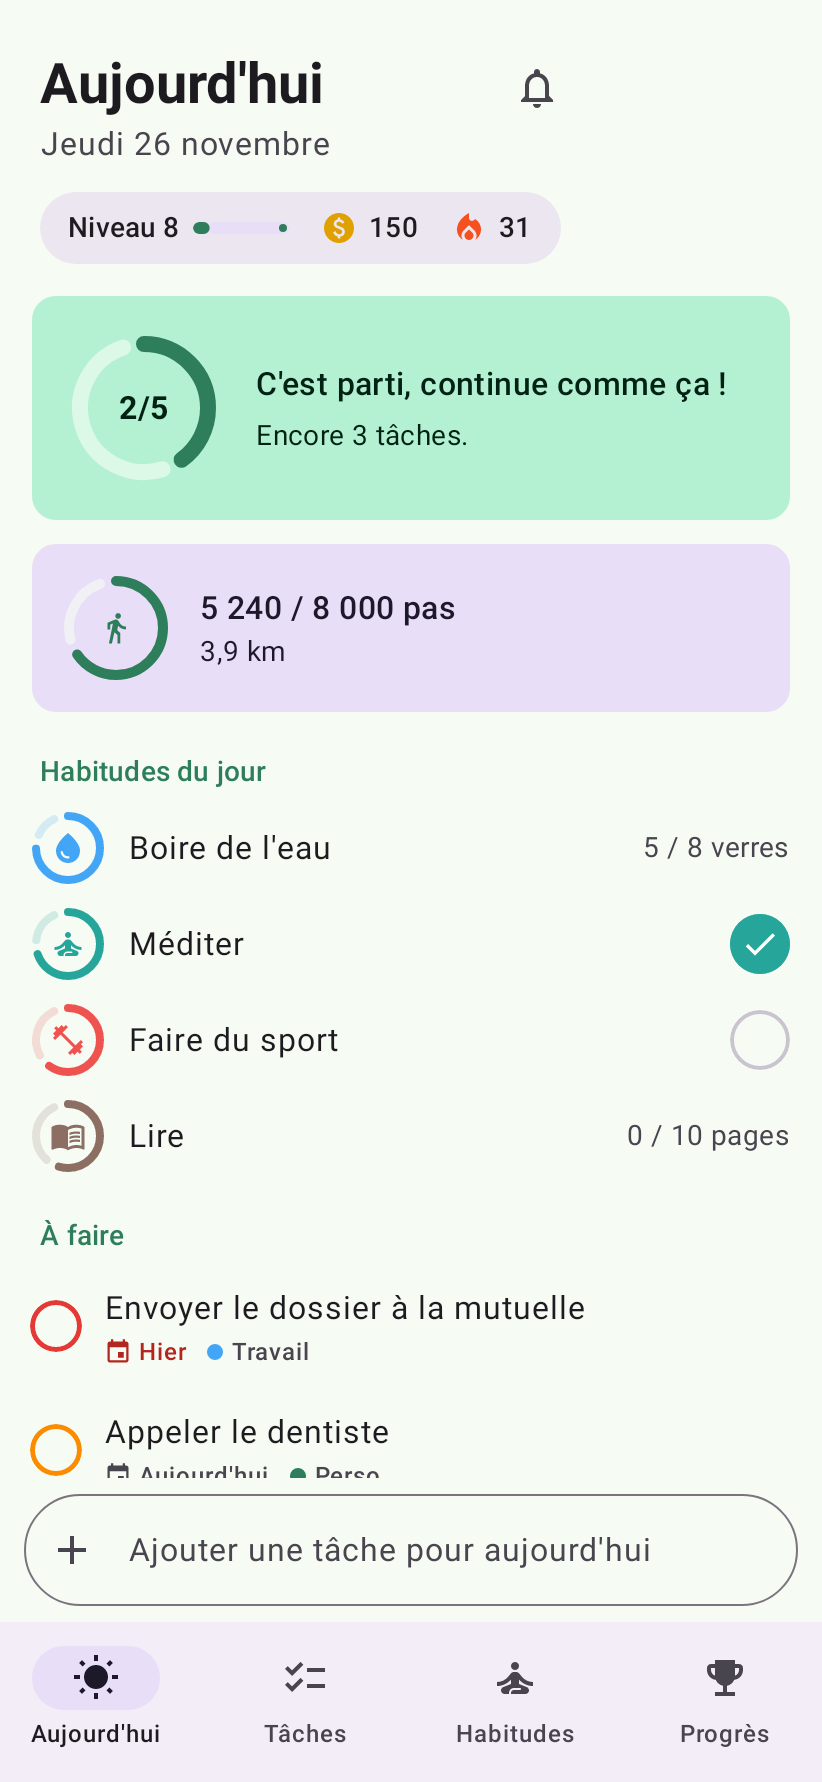 Aujourd'hui
Jeudi 26 novembre
Niveau 8 150 31
2/5
C'est parti, continue comme ça !
Encore 3 tâches.
5 240 / 8 000 pas
3,9 km
Habitudes du jour
Boire de l'eau 5 / 8 verres
Méditer
Faire du sport
Lire 0 / 10 pages
À faire
Envoyer le dossier à la mutuelle
Hier Travail
Appeler le dentiste
Aujourd'hui Perso
Ajouter une tâche pour aujourd'hui
Aujourd'hui Tâches Habitudes Progrès